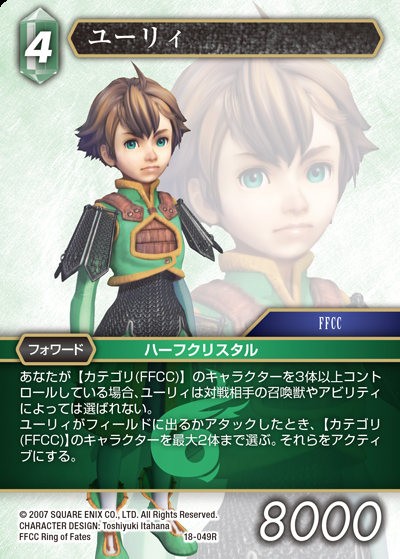 4
ユーリィ
FFCC
フォワード
ハーフクリスタル
あなたが【カテゴリ(FFCC)】のキャラクターを3体以上コント
ロールしている場合、ユーリィは対戦相手の召喚獣やアビリティ
によっては選ばれない。
ユーリィがフィールドに出るかアタックしたとき、【カテゴリ
(FFCC)】のキャラクターを最大2体まで選ぶ。それらをアクティ
ブにする。
© 2007 SQUARE ENIX CO., LTD. All Rights Reserved.
CHARACTER DESIGN: Toshiyuki Itahana
FFCC Ring of Fates
18-049R
8000